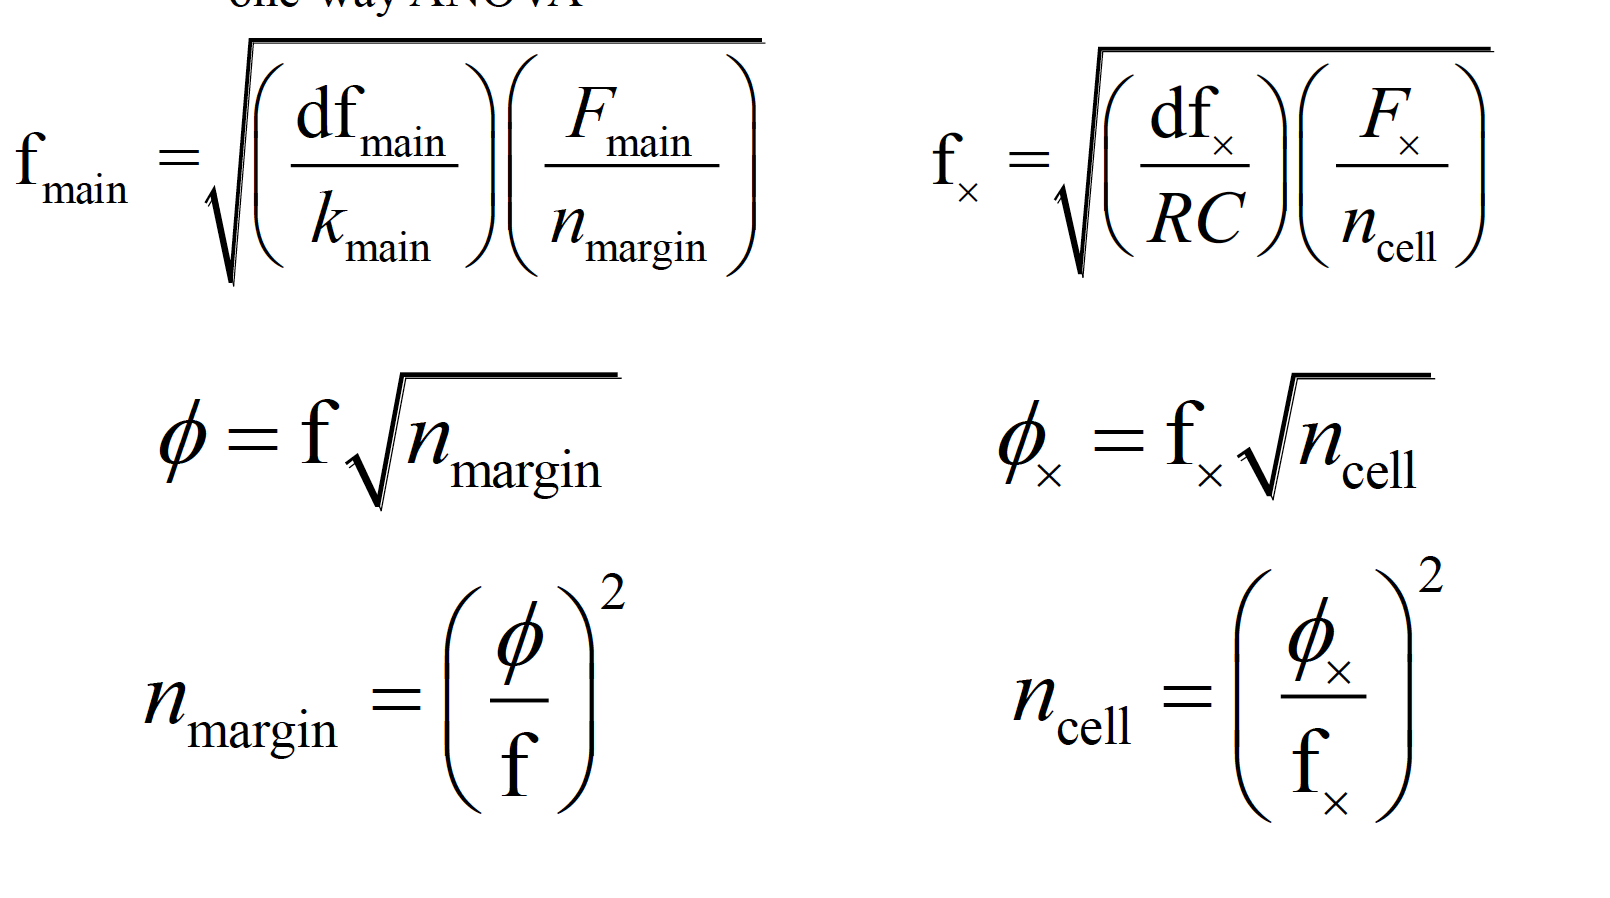 one-way ANOVA
f_main = √((df_main / k_main)(F_main / n_margin))
f_× = √((df_× / RC)(F_× / n_cell))
ϕ = f√n_margin
ϕ_× = f_×√n_cell
n_margin = (ϕ / f)²
n_cell = (ϕ_× / f_×)²